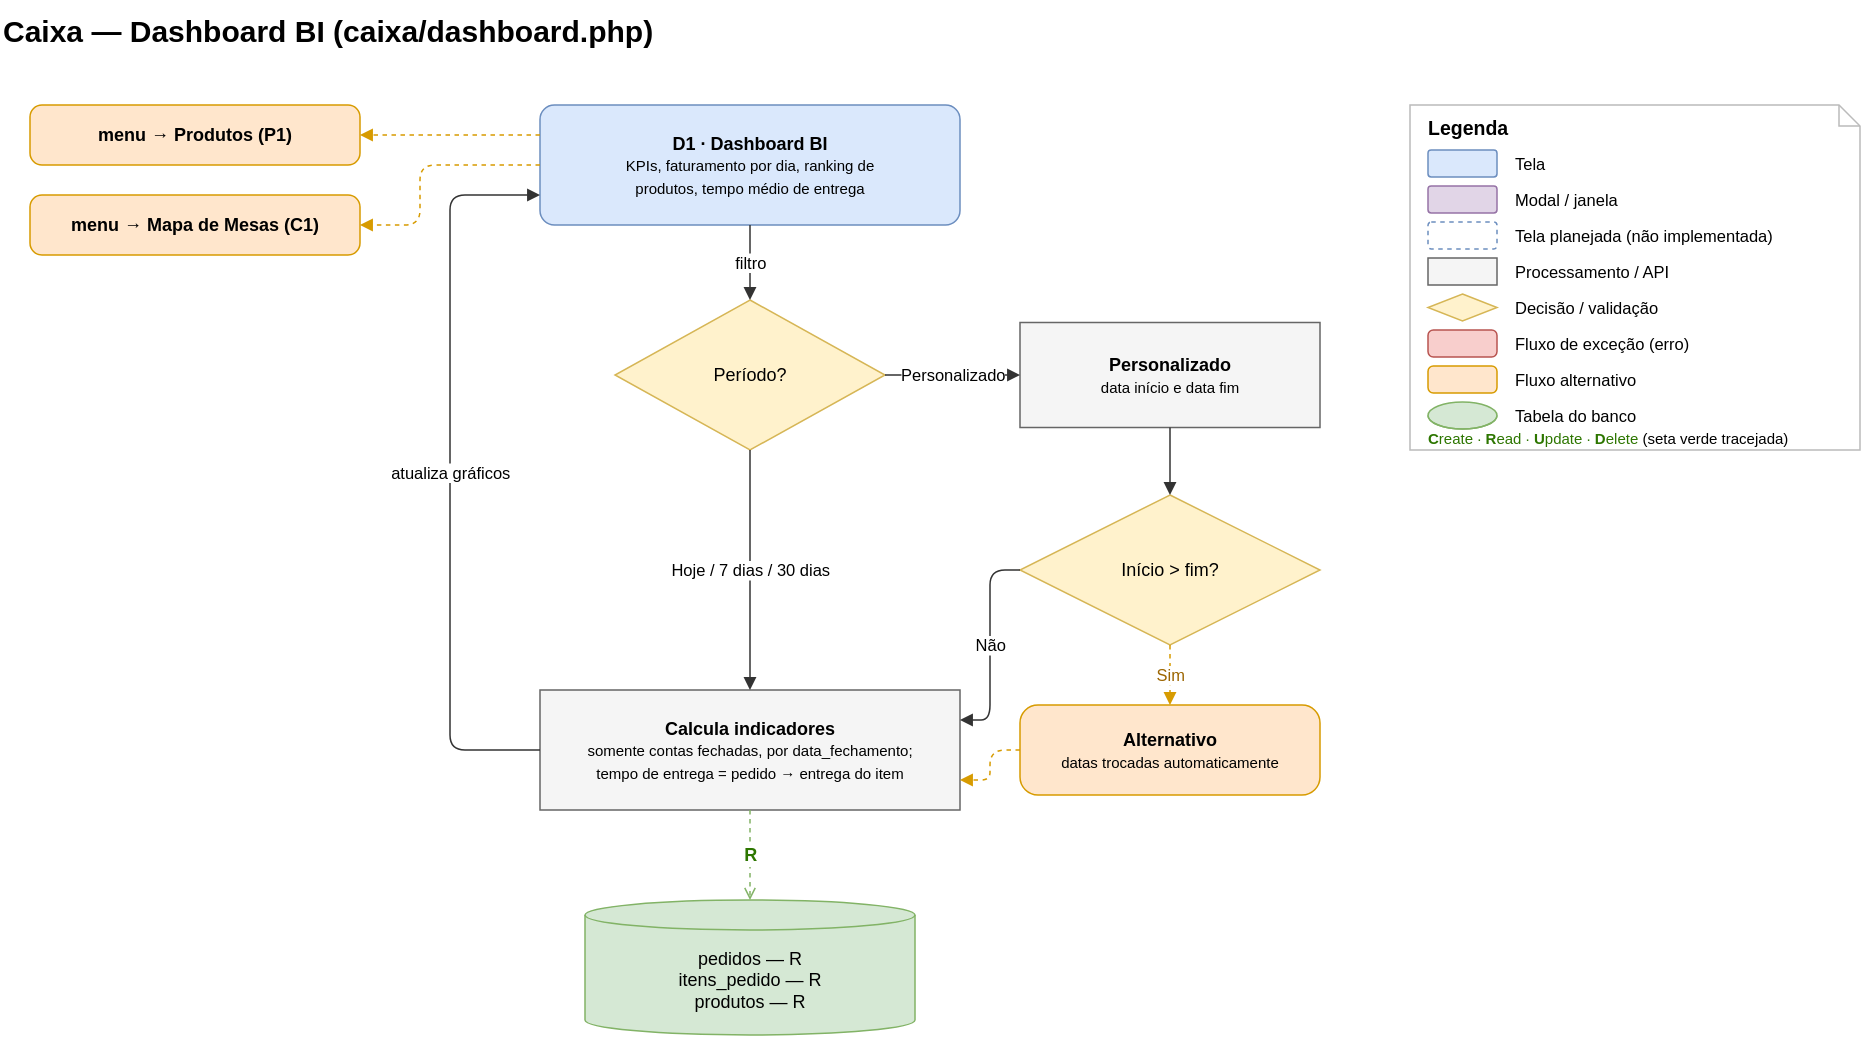 Caixa — Dashboard BI (caixa/dashboard.php)
menu → Produtos (P1)
menu → Mapa de Mesas (C1)
D1 · Dashboard BI
KPIs, faturamento por dia, ranking de
produtos, tempo médio de entrega
filtro
Período?
Personalizado
Personalizado
data início e data fim
atualiza gráficos
Hoje / 7 dias / 30 dias
Início > fim?
Não
Sim
Calcula indicadores
somente contas fechadas, por data_fechamento;
tempo de entrega = pedido → entrega do item
Alternativo
datas trocadas automaticamente
R
pedidos — R
itens_pedido — R
produtos — R
Legenda
Tela
Modal / janela
Tela planejada (não implementada)
Processamento / API
Decisão / validação
Fluxo de exceção (erro)
Fluxo alternativo
Tabela do banco
Create · Read · Update · Delete (seta verde tracejada)